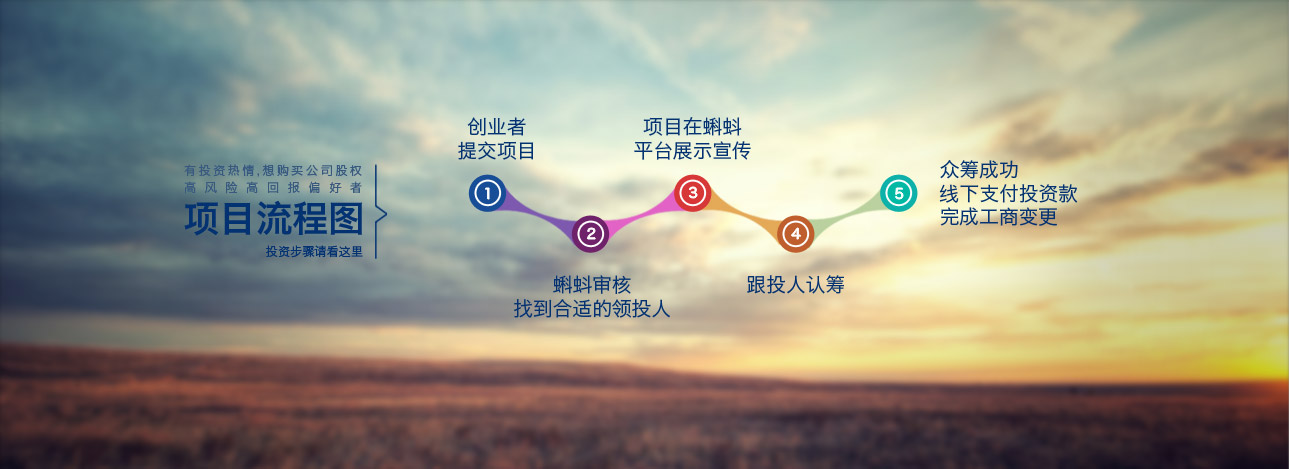 有投资热情,想购买公司股权
高风险高回报偏好者
项目流程图
投资步骤请看这里
创业者
提交项目
1
2
蝌蚪审核
找到合适的领投人
项目在蝌蚪
平台展示宣传
3
4
跟投人认筹
5
众筹成功
线下支付投资款
完成工商变更